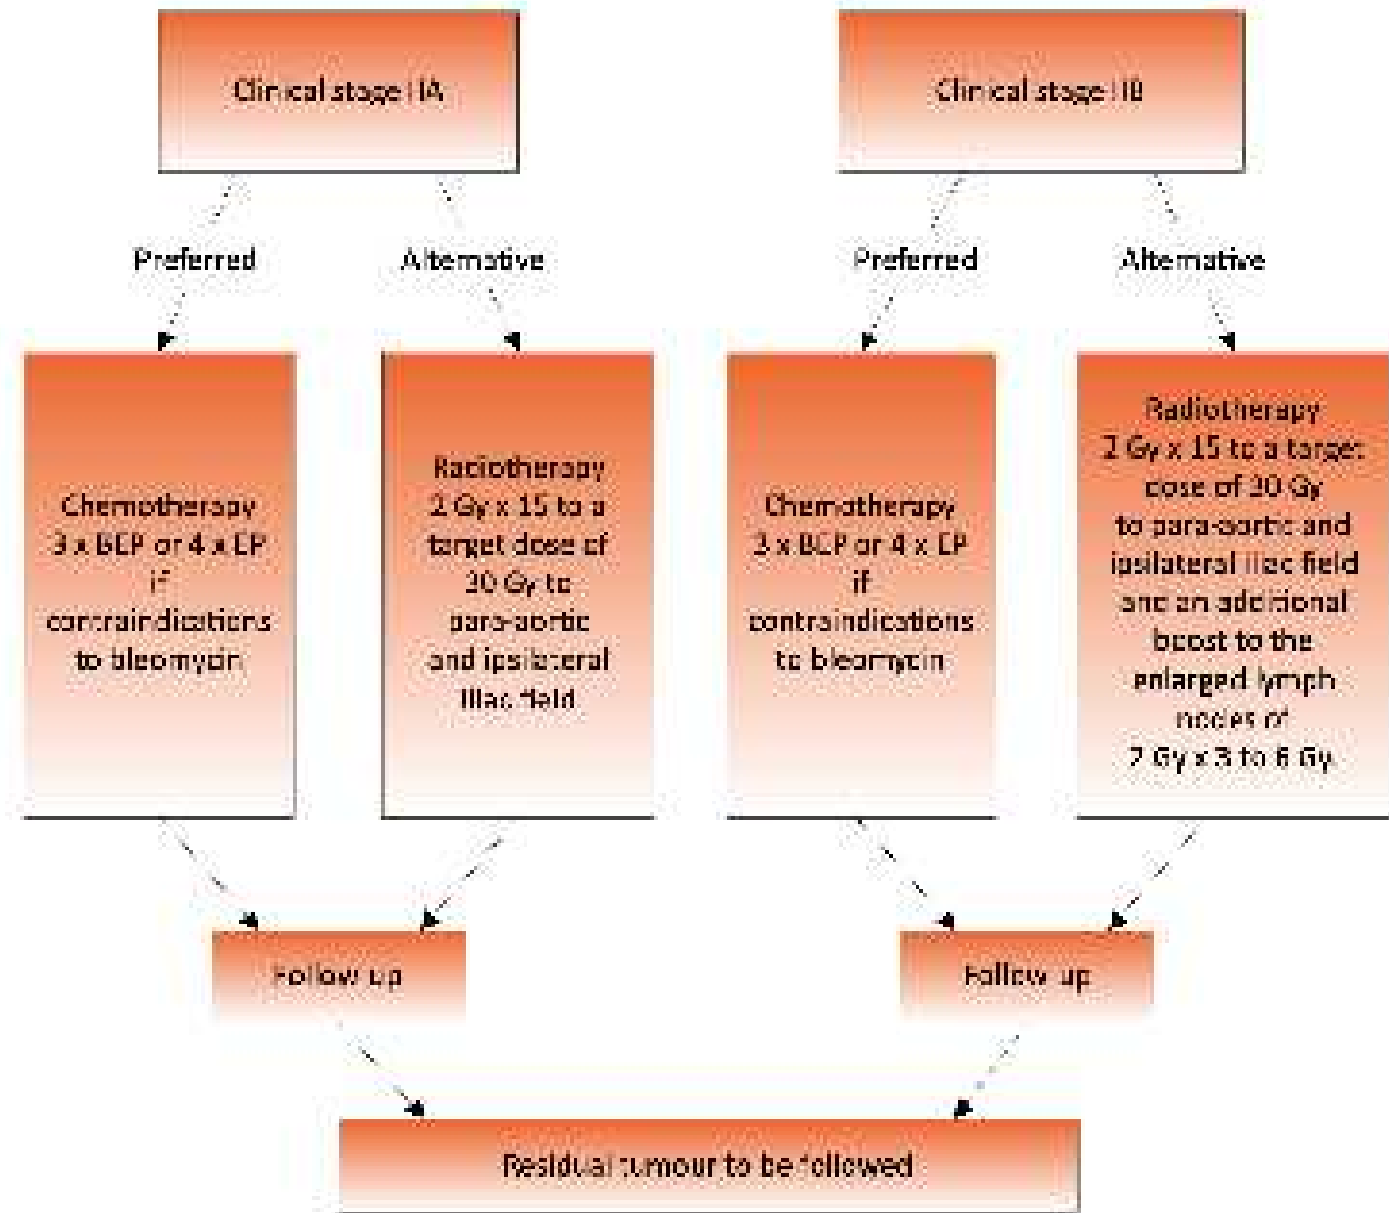 Clinical stage IIA
Clinical stage IIB
Preferred
Alternative
Preferred
Alternative
Chemotherapy
3 x BEP or 4 x EP
if
contraindications
to bleomycin
Radiotherapy
2 Gy x 15 to a
target dose of
30 Gy to
para-aortic
and ipsilateral
iliac field
Chemotherapy
3 x BEP or 4 x EP
if
contraindications
to bleomycin
Radiotherapy
2 Gy x 15 to a target
dose of 30 Gy
to para-aortic and
ipsilateral iliac field
and an additional
boost to the
enlarged lymph
nodes of
2 Gy x 3 to 6 Gy
Follow up
Follow up
Residual tumour to be followed